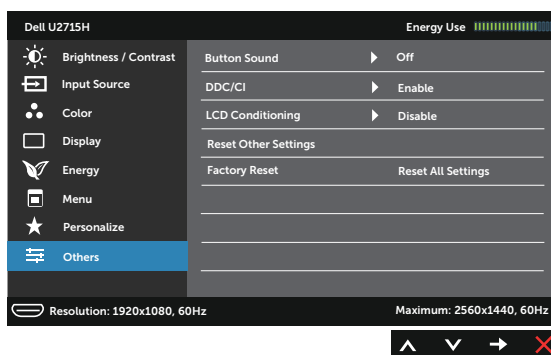 Dell U2715H Energy Use
Brightness / Contrast
Input Source
Color
Display
Energy
Menu
Personalize
Others
Button Sound Off
DDC/CI Enable
LCD Conditioning Disable
Reset Other Settings
Factory Reset Reset All Settings
Resolution: 1920x1080, 60Hz Maximum: 2560x1440, 60Hz